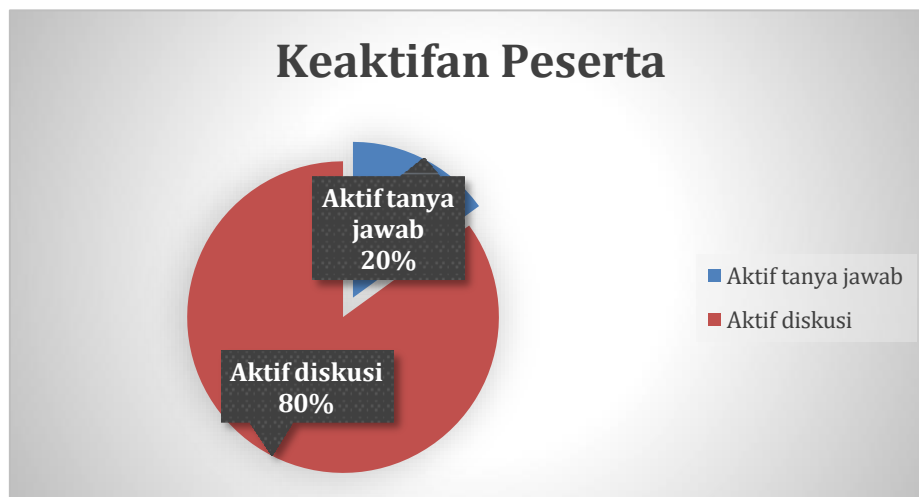 Keaktifan Peserta
Aktif tanya
jawab
20%
Aktif diskusi
80%
Aktif tanya jawab
Aktif diskusi